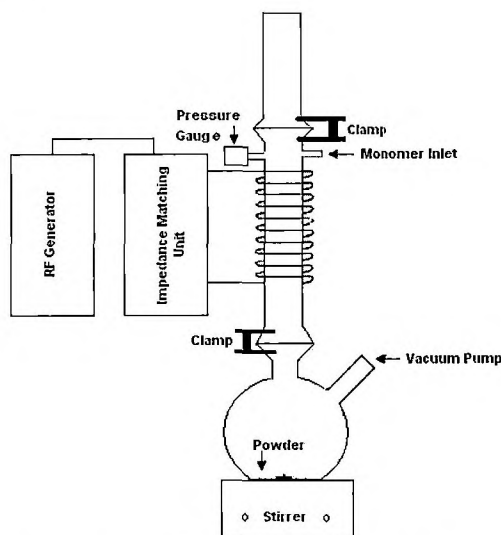 Pressure
Gauge
Clamp
Monomer Inlet
RF Generator
Impedance Matching
Unit
Clamp
Vacuum Pump
Powder
Stirrer